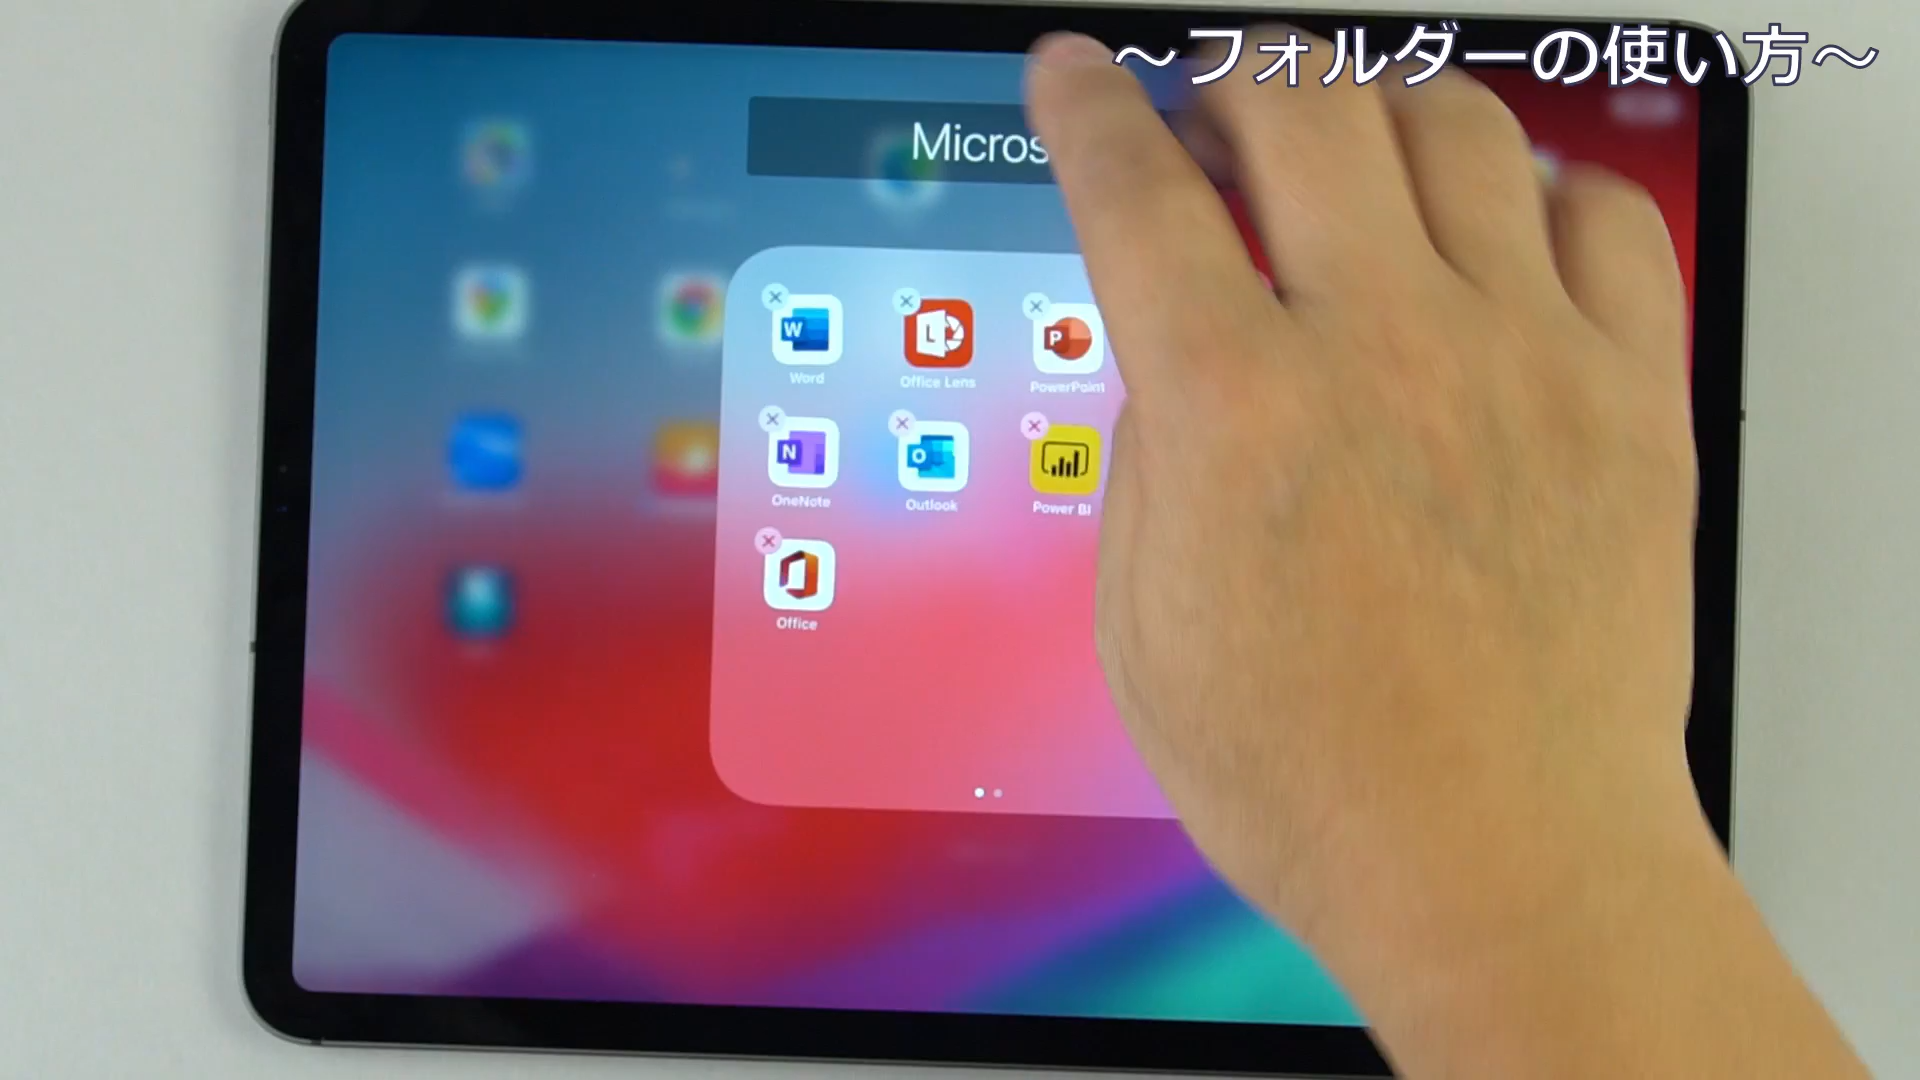 ～フォルダーの使い方～
Micros
Word
Office Lens
PowerPoint
OneNote
Outlook
Power BI
Office